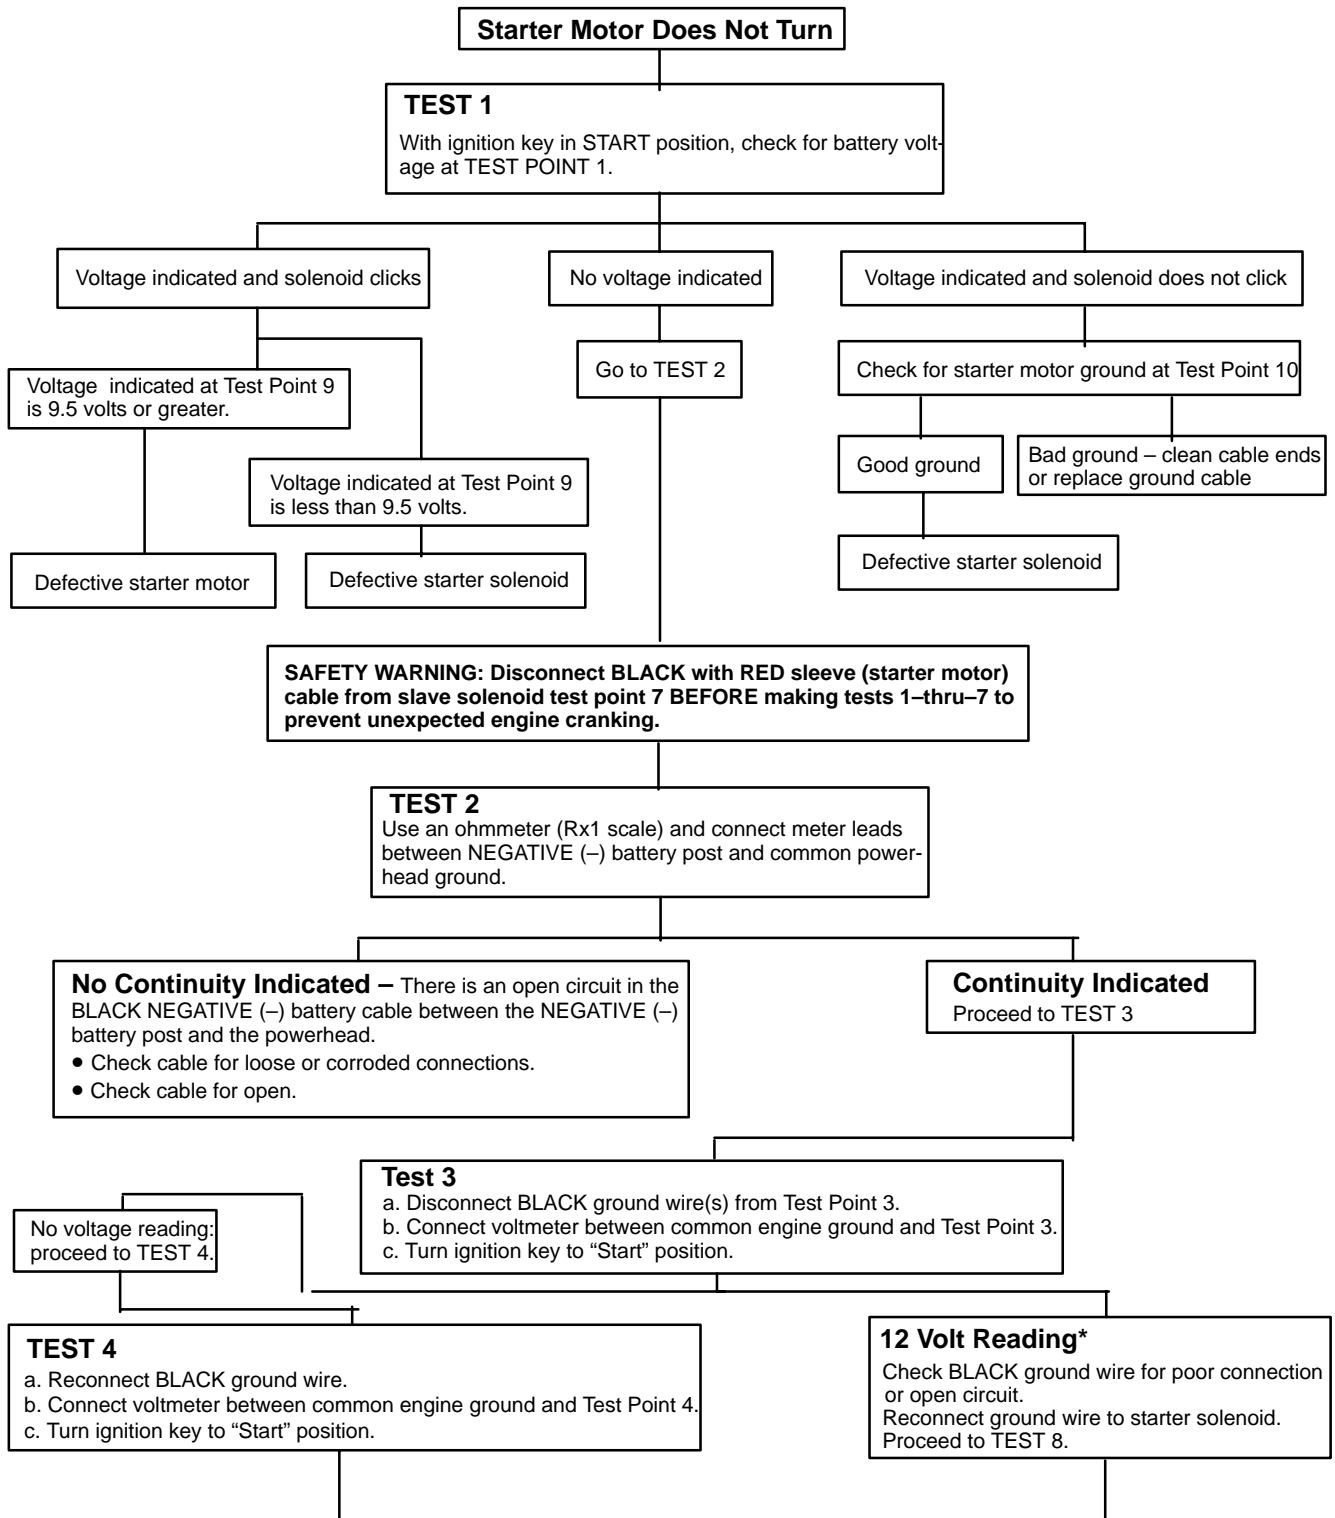 Starter Motor Does Not Turn
TEST 1
With ignition key in START position, check for battery volt-
age at TEST POINT 1.
Voltage indicated and solenoid clicks
No voltage indicated
Voltage indicated and solenoid does not click
Voltage indicated at Test Point 9
is 9.5 volts or greater.
Go to TEST 2
Check for starter motor ground at Test Point 10
Voltage indicated at Test Point 9
is less than 9.5 volts.
Good ground
Bad ground – clean cable ends
or replace ground cable
Defective starter motor
Defective starter solenoid
Defective starter solenoid
SAFETY WARNING: Disconnect BLACK with RED sleeve (starter motor)
cable from slave solenoid test point 7 BEFORE making tests 1–thru–7 to
prevent unexpected engine cranking.
TEST 2
Use an ohmmeter (Rx1 scale) and connect meter leads
between NEGATIVE (–) battery post and common power-
head ground.
No Continuity Indicated – There is an open circuit in the
BLACK NEGATIVE (–) battery cable between the NEGATIVE (–)
battery post and the powerhead.
• Check cable for loose or corroded connections.
• Check cable for open.
Continuity Indicated
Proceed to TEST 3
Test 3
a. Disconnect BLACK ground wire(s) from Test Point 3.
b. Connect voltmeter between common engine ground and Test Point 3.
c. Turn ignition key to “Start” position.
No voltage reading:
proceed to TEST 4.
TEST 4
a. Reconnect BLACK ground wire.
b. Connect voltmeter between common engine ground and Test Point 4.
c. Turn ignition key to “Start” position.
12 Volt Reading*
Check BLACK ground wire for poor connection
or open circuit.
Reconnect ground wire to starter solenoid.
Proceed to TEST 8.